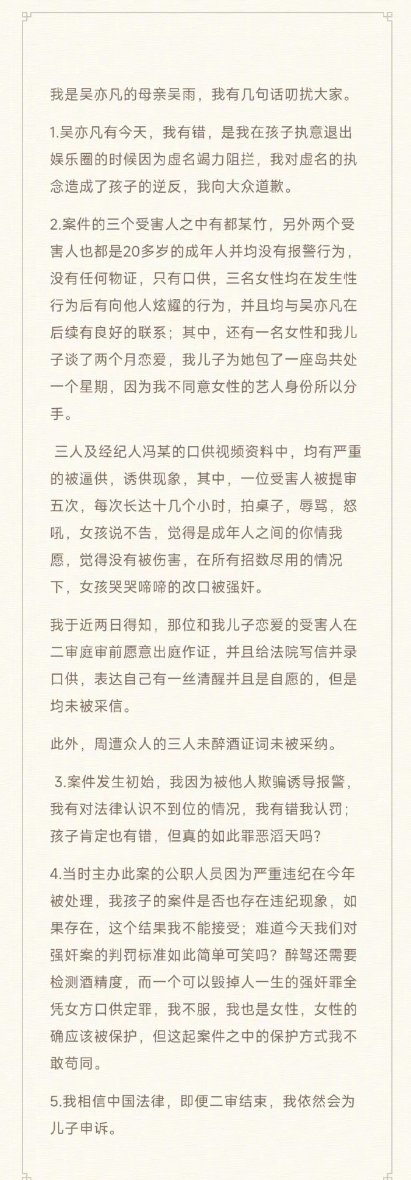 我是吴亦凡的母亲吴雨，我有几句话叨扰大家。
1.吴亦凡有今天，我有错，是我在孩子执意退出
娱乐圈的时候因为虚名竭力阻拦，我对虚名的执
念造成了孩子的逆反，我向大众道歉。
2.案件的三个受害人之中有都某竹，另外两个受
害人也都是20多岁的成年人并均没有报警行为，
没有任何物证，只有口供，三名女性均在发生性
行为后有向他人炫耀的行为，并且均与吴亦凡在
后续有良好的联系；其中，还有一名女性和我儿
子谈了两个月恋爱，我儿子为她包了一座岛共处
一个星期，因为我不同意女性的艺人身份所以分
手。
三人及经纪人冯某的口供视频资料中，均有严重
的被逼供，诱供现象，其中，一位受害人被提审
五次，每次长达十几个小时，拍桌子，辱骂，怒
吼，女孩说不告，觉得是成年人之间的你情我
愿，觉得没有被伤害，在所有招数尽用的情况
下，女孩哭哭啼啼的改口被强奸。
我于近两日得知，那位和我儿子恋爱的受害人在
二审庭审前愿意出庭作证，并且给法院写信并录
口供，表达自己有一丝清醒并且是自愿的，但是
均未被采信。
此外，周遭众人的三人未醉酒证词未被采纳。
3.案件发生初始，我因为被他人欺骗诱导报警，
我有对法律认识不到位的情况，我有错我认罚；
孩子肯定也有错，但真的如此罪恶滔天吗？
4.当时主办此案的公职人员因为严重违纪在今年
被处理，我孩子的案件是否也存在违纪现象，如
果存在，这个结果我不能接受；难道今天我们对
强奸案的判罚标准如此简单可笑吗？醉驾还需要
检测酒精度，而一个可以毁掉人一生的强奸罪全
凭女方口供定罪，我不服，我也是女性，女性的
确应该被保护，但这起案件之中的保护方式我不
敢苟同。
5.我相信中国法律，即便二审结束，我依然会为
儿子申诉。